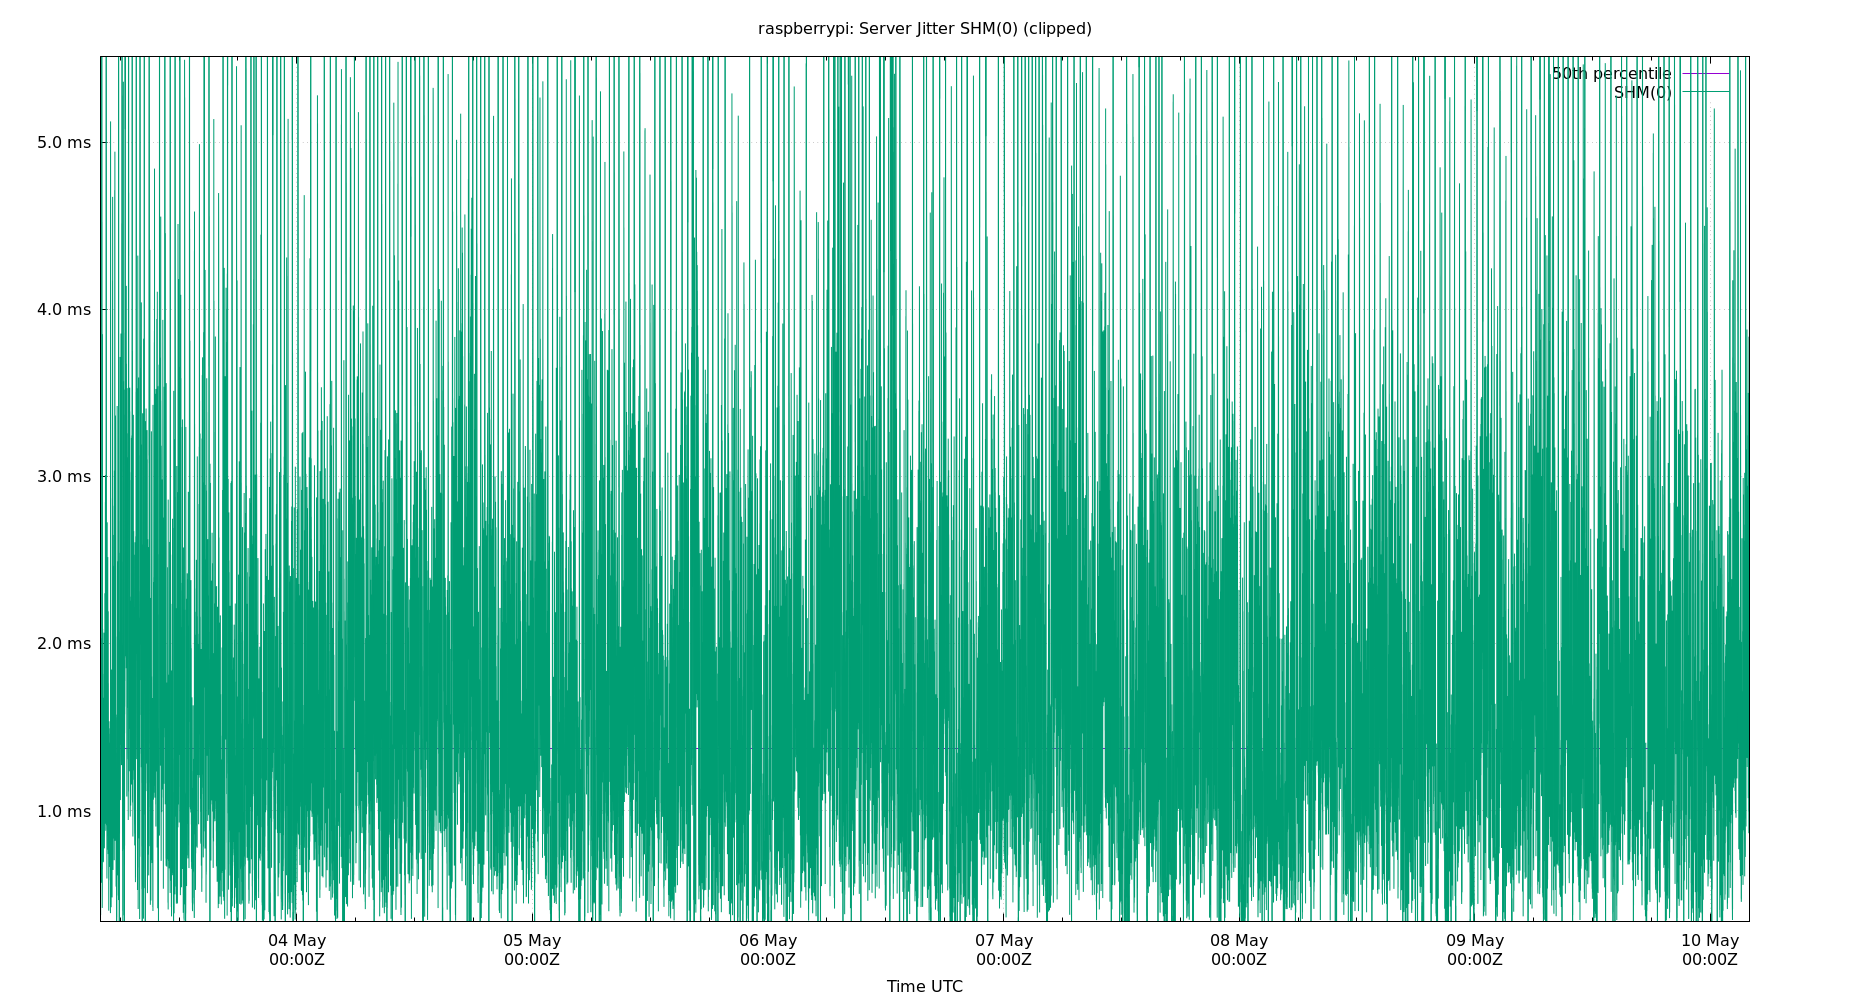 raspberrypi: Server Jitter SHM(0) (clipped)
50th percentile
SHM(0)
5.0 ms
4.0 ms
3.0 ms
2.0 ms
1.0 ms
04 May 05 May 06 May 07 May 08 May 09 May 10 May
00:00Z 00:00Z 00:00Z 00:00Z 00:00Z 00:00Z 00:00Z
Time UTC